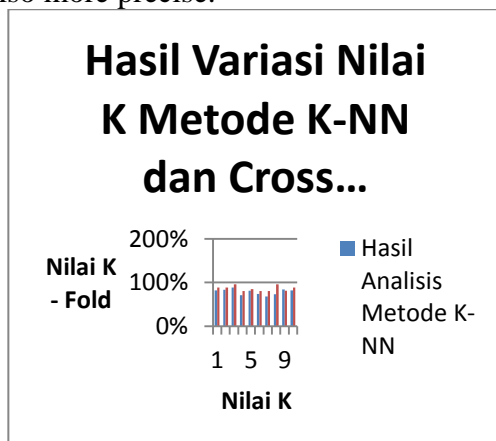 so more precise.
Hasil Variasi Nilai
K Metode K-NN
dan Cross…
200%
100%
0%
Nilai K
- Fold
1 5 9
Nilai K
Hasil
Analisis
Metode K-
NN